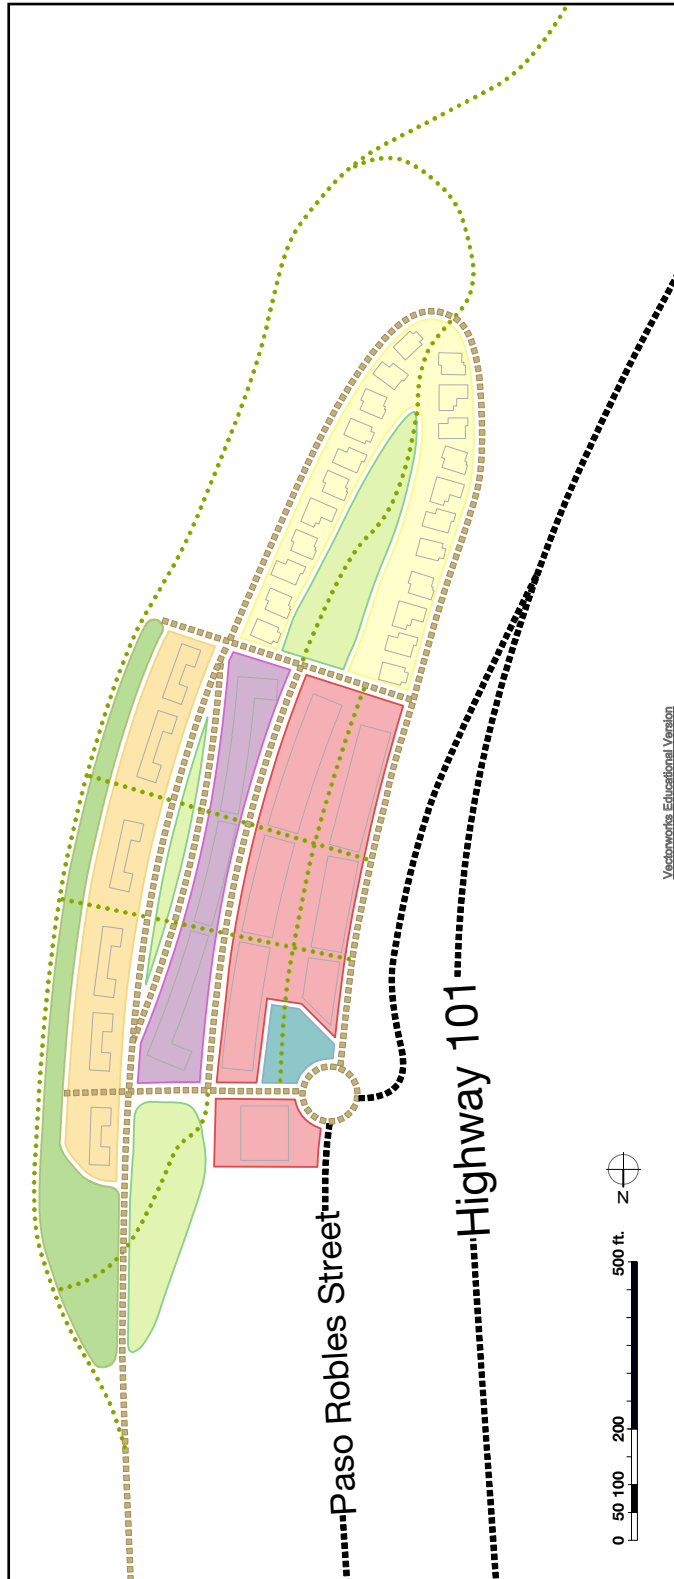 Vectorworks Educational Version
Highway 101
Paso Robles Street
N
0 50 100 200 500 ft.